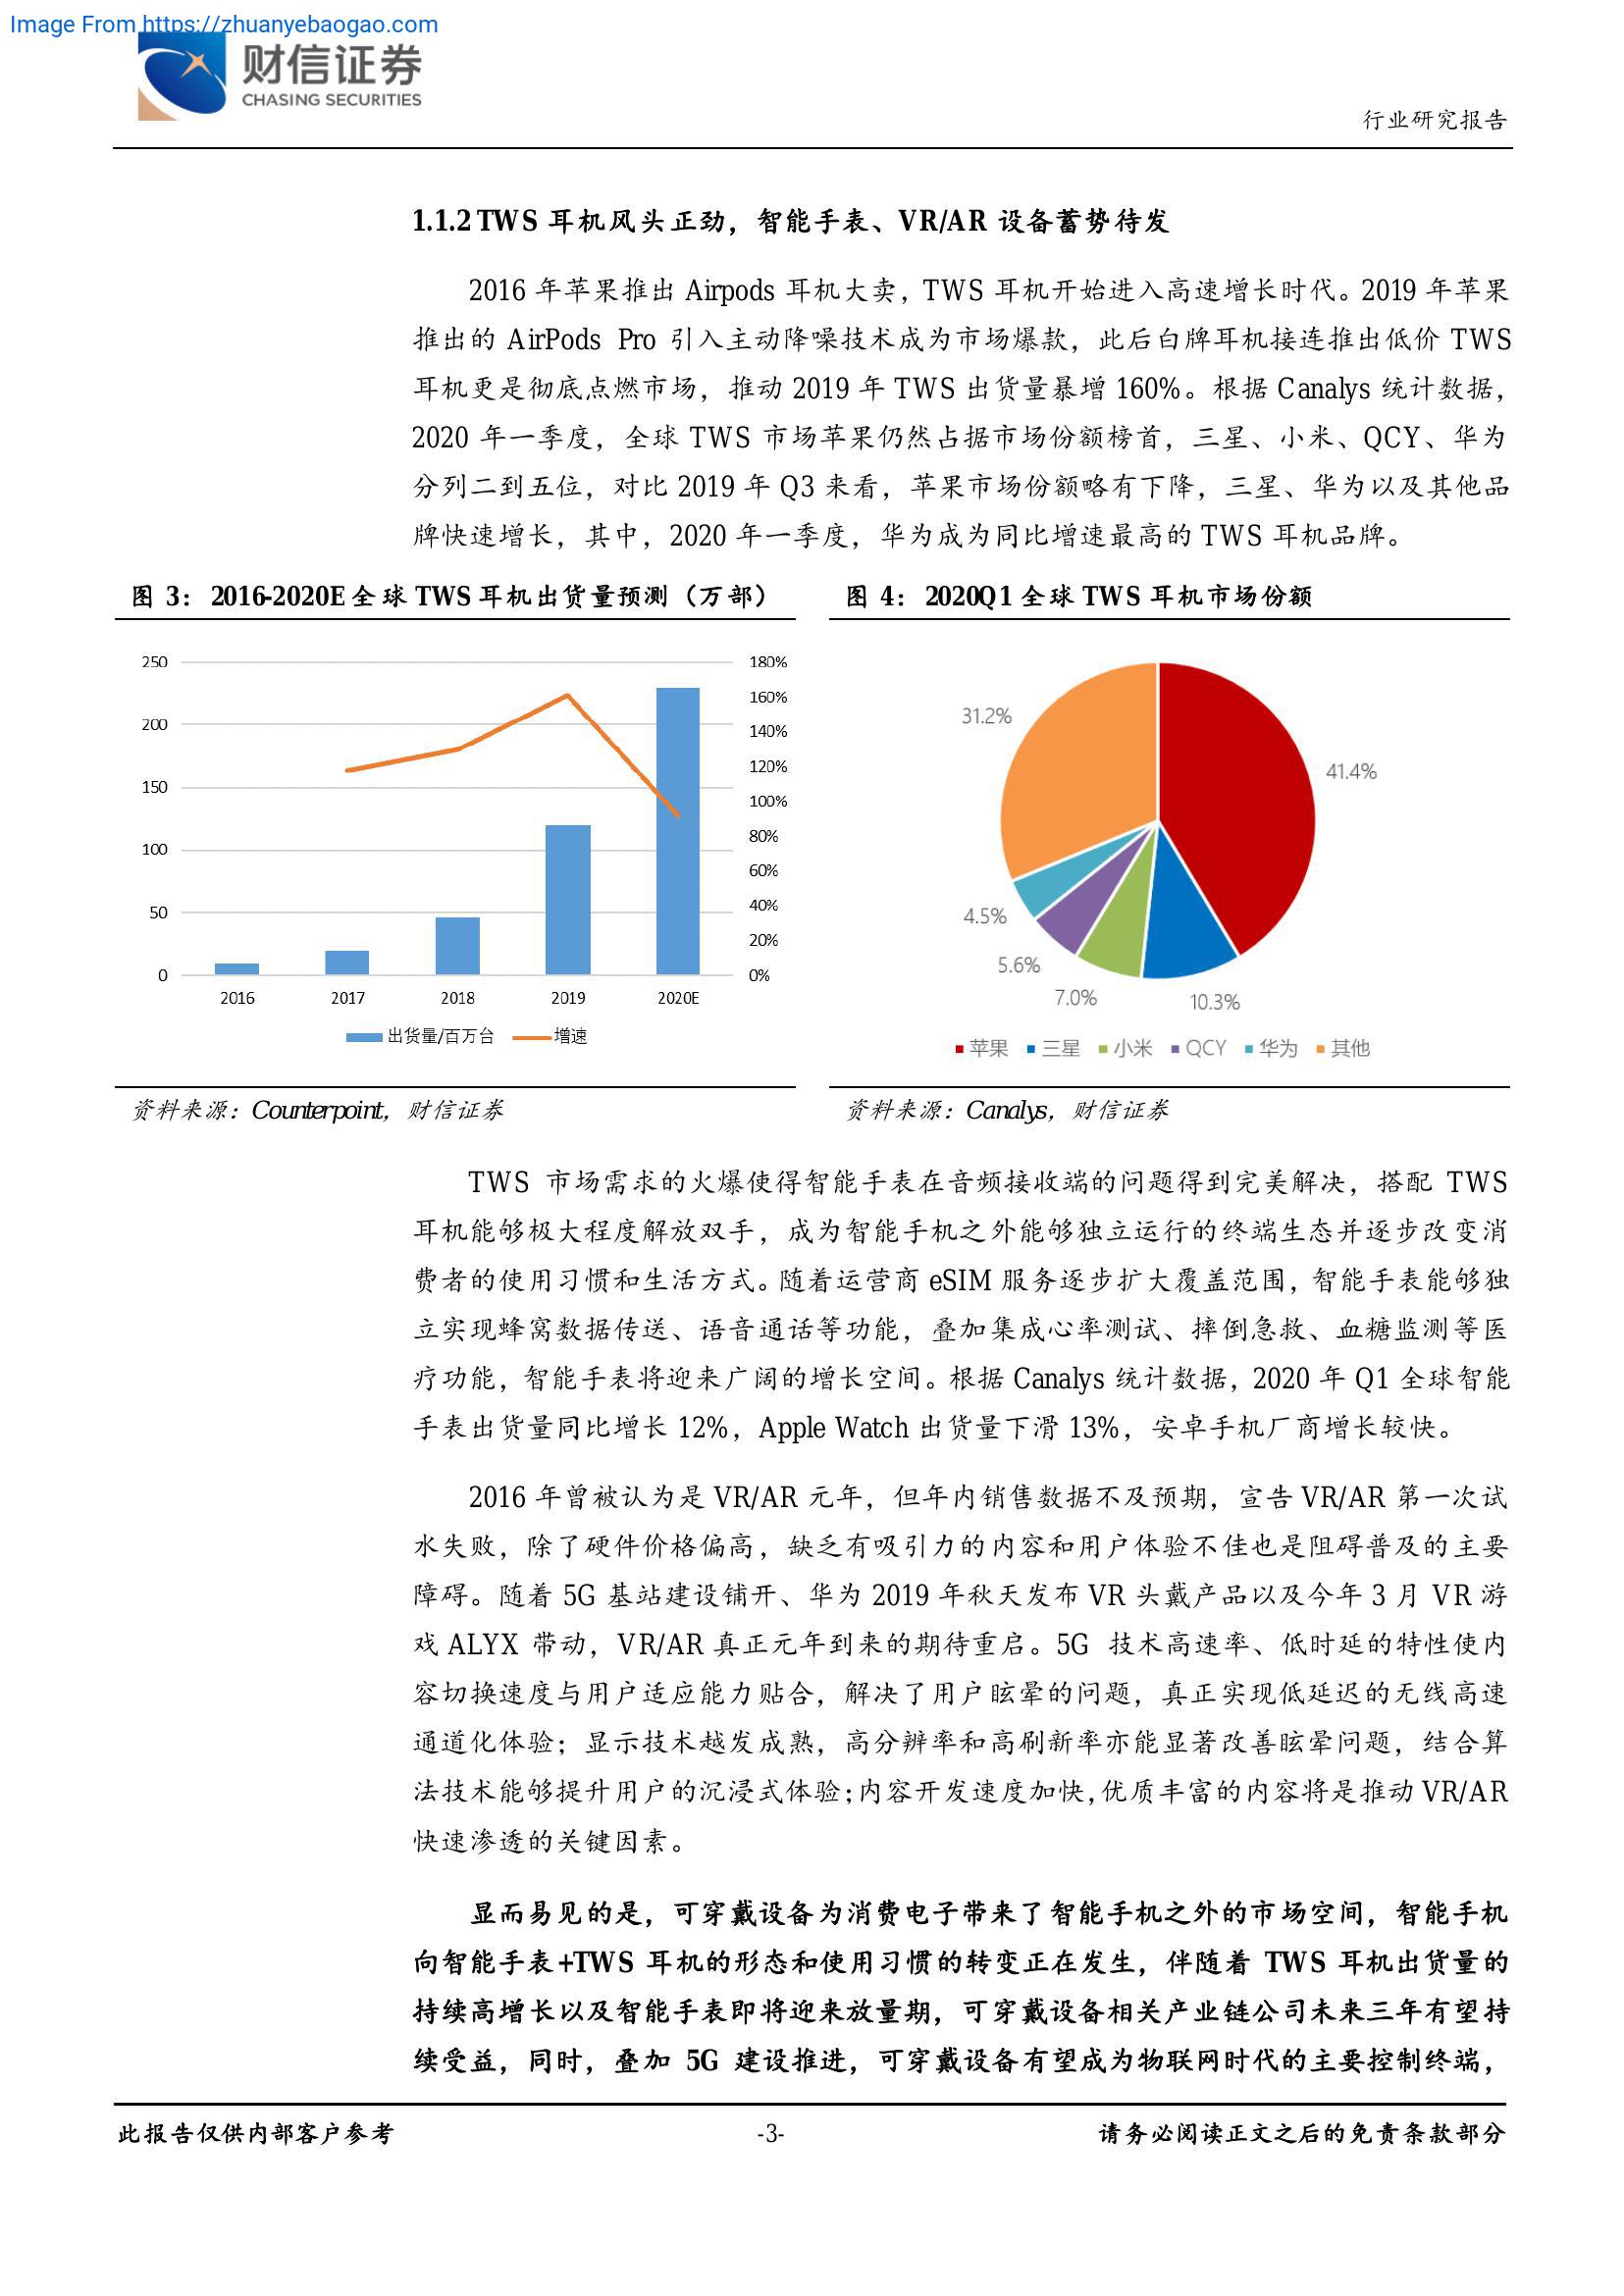 Image From https://zhuanyebaogao.com
财信证券
CHASING SECURITIES
行业研究报告
1.1.2 TWS 耳机风头正劲，智能手表、VR/AR 设备蓄势待发
2016 年苹果推出 Airpods 耳机大卖，TWS 耳机开始进入高速增长时代。2019 年苹果
推出的 AirPods Pro 引入主动降噪技术成为市场爆款，此后白牌耳机接连推出低价 TWS
耳机更是彻底点燃市场，推动 2019 年 TWS 出货量暴增 160%。根据 Canalys 统计数据，
2020 年一季度，全球 TWS 市场苹果仍然占据市场份额榜首，三星、小米、QCY、华为
分列二到五位，对比 2019 年 Q3 来看，苹果市场份额略有下降，三星、华为以及其他品
牌快速增长，其中，2020 年一季度，华为成为同比增速最高的 TWS 耳机品牌。
图 3：2016-2020E 全球 TWS 耳机出货量预测（万部）
250
200
150
100
50
0
180%
160%
140%
120%
100%
80%
60%
40%
20%
0%
2016 2017 2018 2019 2020E
出货量/百万台 增速
资料来源：Counterpoint，财信证券
图 4：2020Q1 全球 TWS 耳机市场份额
31.2%
41.4%
4.5%
5.6%
7.0%
10.3%
苹果 三星 小米 QCY 华为 其他
资料来源：Canalys，财信证券
TWS 市场需求的火爆使得智能手表在音频接收端的问题得到完美解决，搭配 TWS
耳机能够极大程度解放双手，成为智能手机之外能够独立运行的终端生态并逐步改变消
费者的使用习惯和生活方式。随着运营商 eSIM 服务逐步扩大覆盖范围，智能手表能够独
立实现蜂窝数据传送、语音通话等功能，叠加集成心率测试、摔倒急救、血糖监测等医
疗功能，智能手表将迎来广阔的增长空间。根据 Canalys 统计数据，2020 年 Q1 全球智能
手表出货量同比增长 12%，Apple Watch 出货量下滑 13%，安卓手机厂商增长较快。
2016 年曾被认为是 VR/AR 元年，但年内销售数据不及预期，宣告 VR/AR 第一次试
水失败，除了硬件价格偏高，缺乏有吸引力的内容和用户体验不佳也是阻碍普及的主要
障碍。随着 5G 基站建设铺开、华为 2019 年秋天发布 VR 头戴产品以及今年 3 月 VR 游
戏 ALYX 带动，VR/AR 真正元年到来的期待重启。5G 技术高速率、低时延的特性使内
容切换速度与用户适应能力贴合，解决了用户眩晕的问题，真正实现低延迟的无线高速
通道化体验；显示技术越发成熟，高分辨率和高刷新率亦能显著改善眩晕问题，结合算
法技术能够提升用户的沉浸式体验；内容开发速度加快，优质丰富的内容将是推动 VR/AR
快速渗透的关键因素。
显而易见的是，可穿戴设备为消费电子带来了智能手机之外的市场空间，智能手机
向智能手表+TWS 耳机的形态和使用习惯的转变正在发生，伴随着 TWS 耳机出货量的
持续高增长以及智能手表即将迎来放量期，可穿戴设备相关产业链公司未来三年有望持
续受益，同时，叠加 5G 建设推进，可穿戴设备有望成为物联网时代的主要控制终端，
此报告仅供内部客户参考
-3-
请务必阅读正文之后的免责条款部分